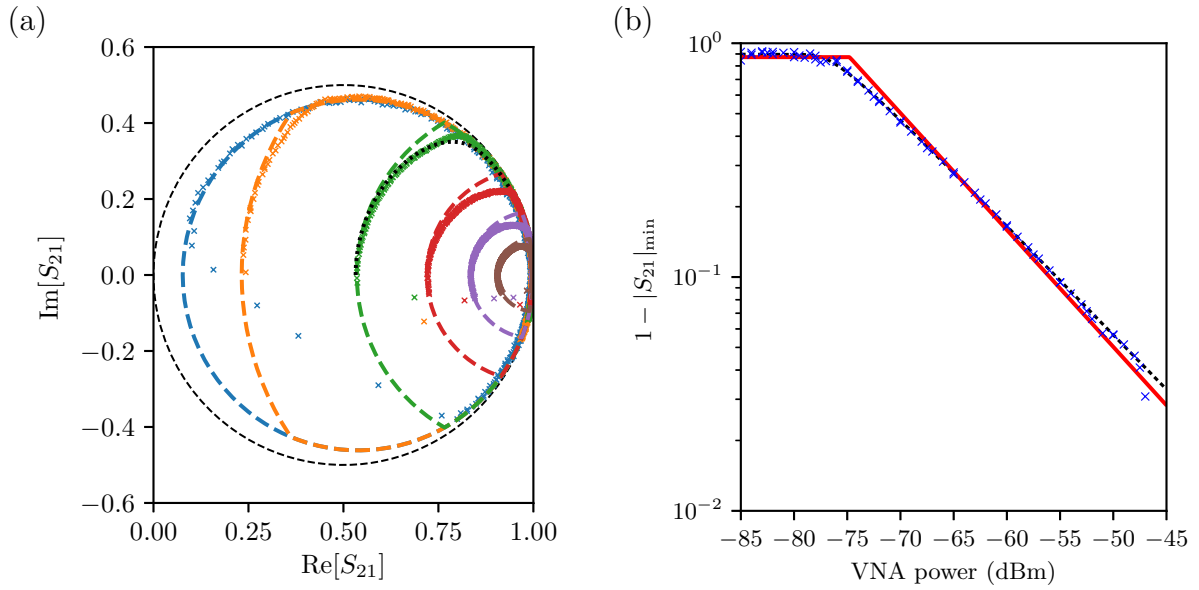 (a)
0.6
0.4
0.2
0.0
−0.2
−0.4
−0.6
Im[S21]
0.00 0.25 0.50 0.75 1.00
Re[S21]
(b)
10⁰
10⁻¹
10⁻²
1 − |S21|min
−85 −80 −75 −70 −65 −60 −55 −50 −45
VNA power (dBm)